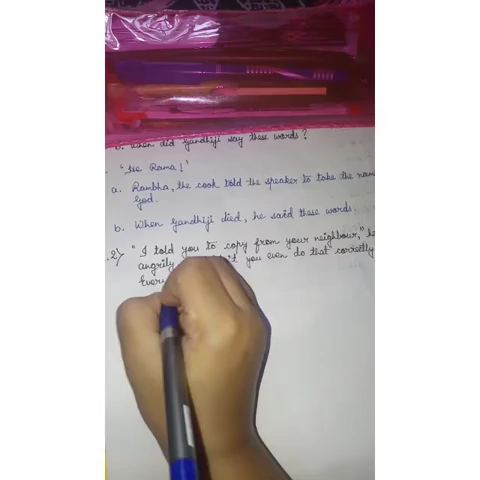 b. When did Gandhiji say these words?
'Hee Rama!'
a. Rambha, the cook told the speaker to take the name
God.
b. When Gandhiji died, he said these words.
2) "I told you to copy from your neighbour," he
angrily you even do that correctly
Every